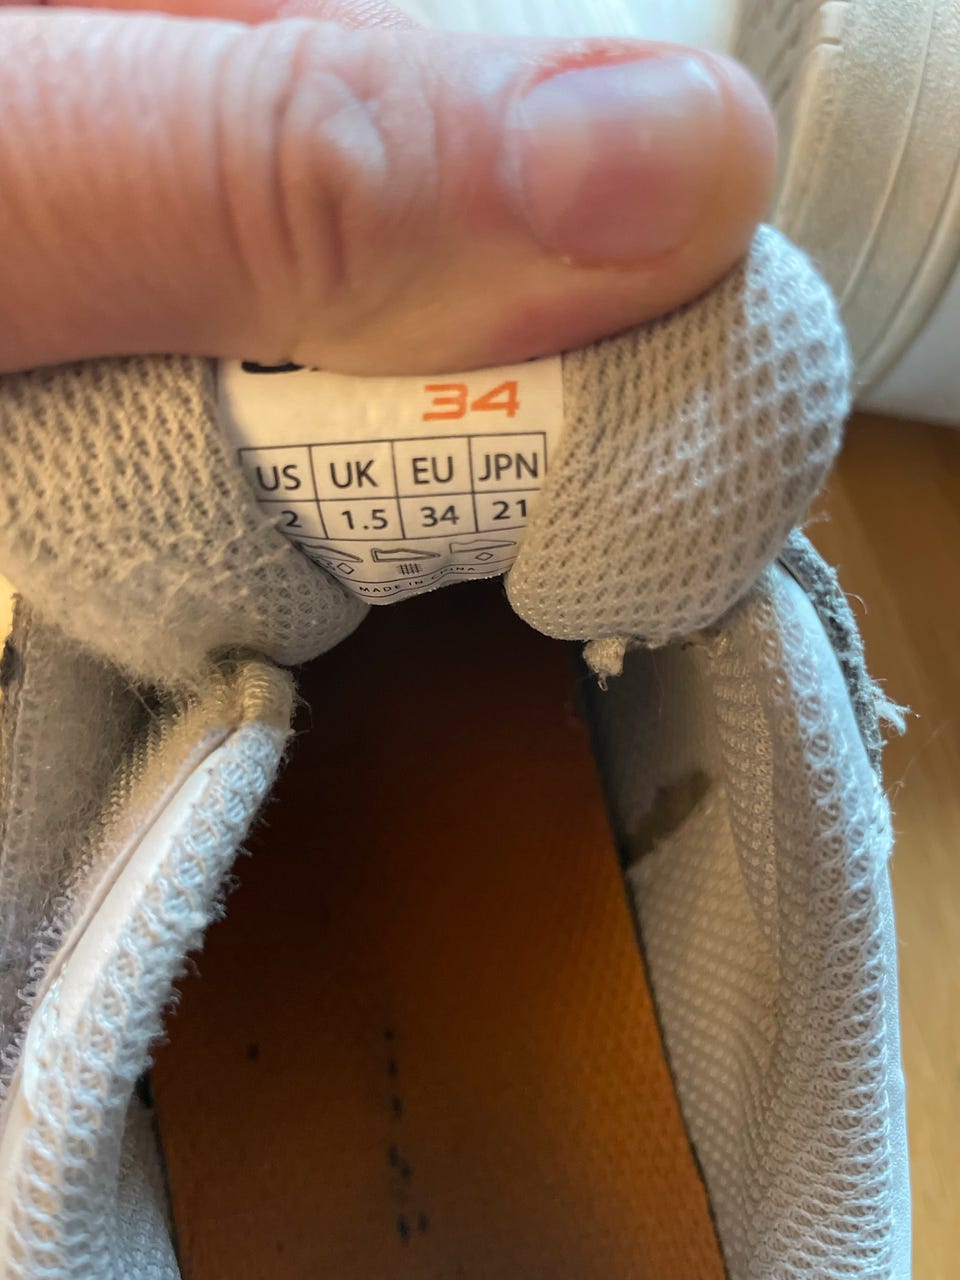 34
US UK EU JPN
2 1.5 34 21
MADE IN CHINA